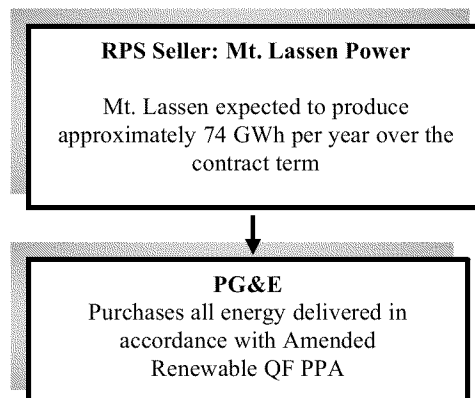 RPS Seller: Mt. Lassen Power
Mt. Lassen expected to produce
approximately 74 GWh per year over the
contract term
PG&E
Purchases all energy delivered in
accordance with Amended
Renewable QF PPA